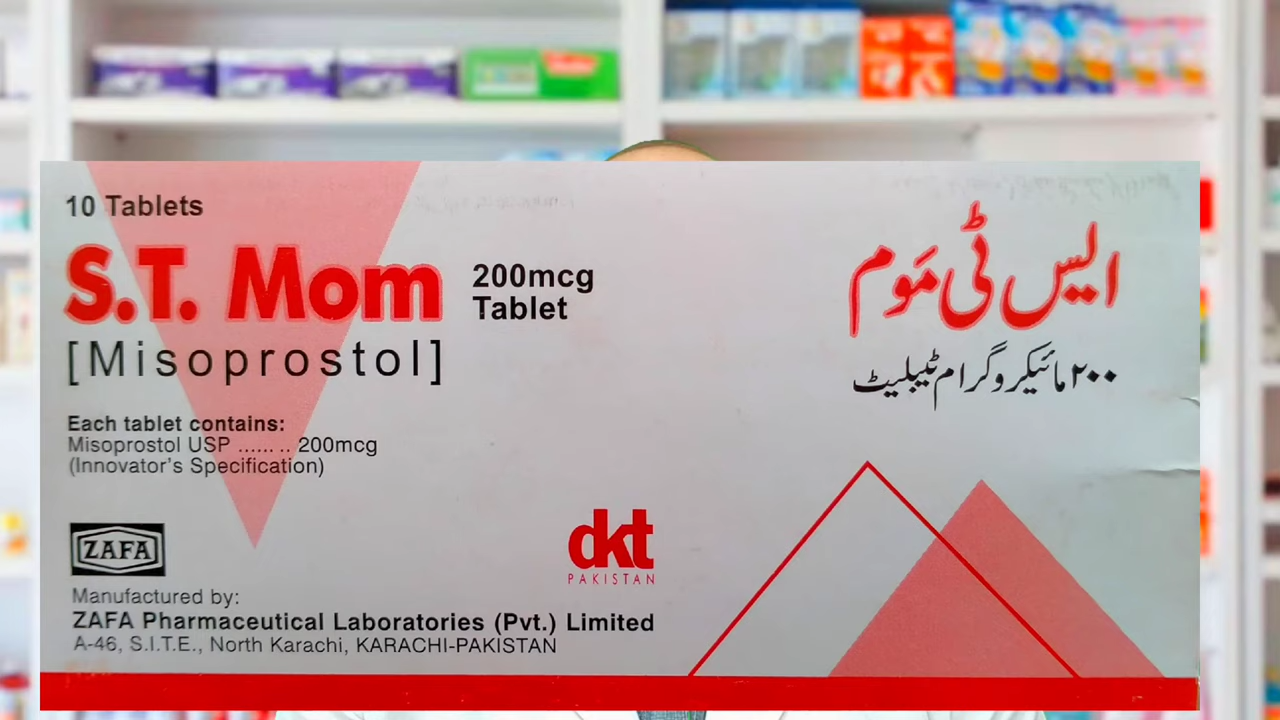 10 Tablets
S.T. Mom
200mcg
Tablet
[Misoprostol]
ایس ٹی مَوم
۲۰۰ مائیکروگرام ٹیبلیٹ
Each tablet contains:
Misoprostol USP ...... .. 200mcg
(Innovator's Specification)
ZAFA
dkt
PAKISTAN
Manufactured by:
ZAFA Pharmaceutical Laboratories (Pvt.) Limited
A-46, S.I.T.E., North Karachi, KARACHI-PAKISTAN